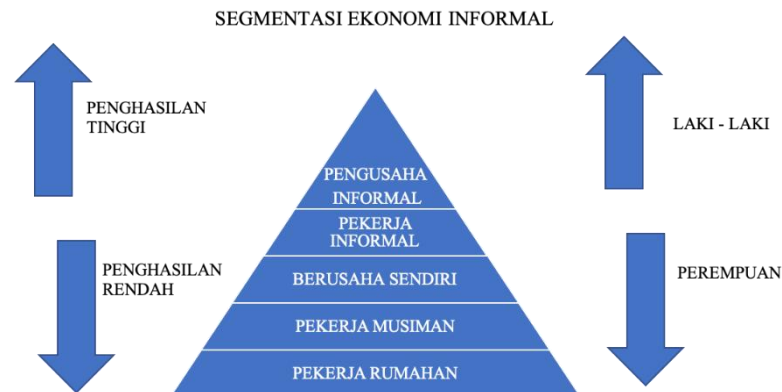 SEGMENTASI EKONOMI INFORMAL
PENGHASILAN
TINGGI
LAKI - LAKI
PENGUSAHA
INFORMAL
PEKERJA
INFORMAL
PENGHASILAN
RENDAH
BERUSAHA SENDIRI
PEREMPUAN
PEKERJA MUSIMAN
PEKERJA RUMAHAN